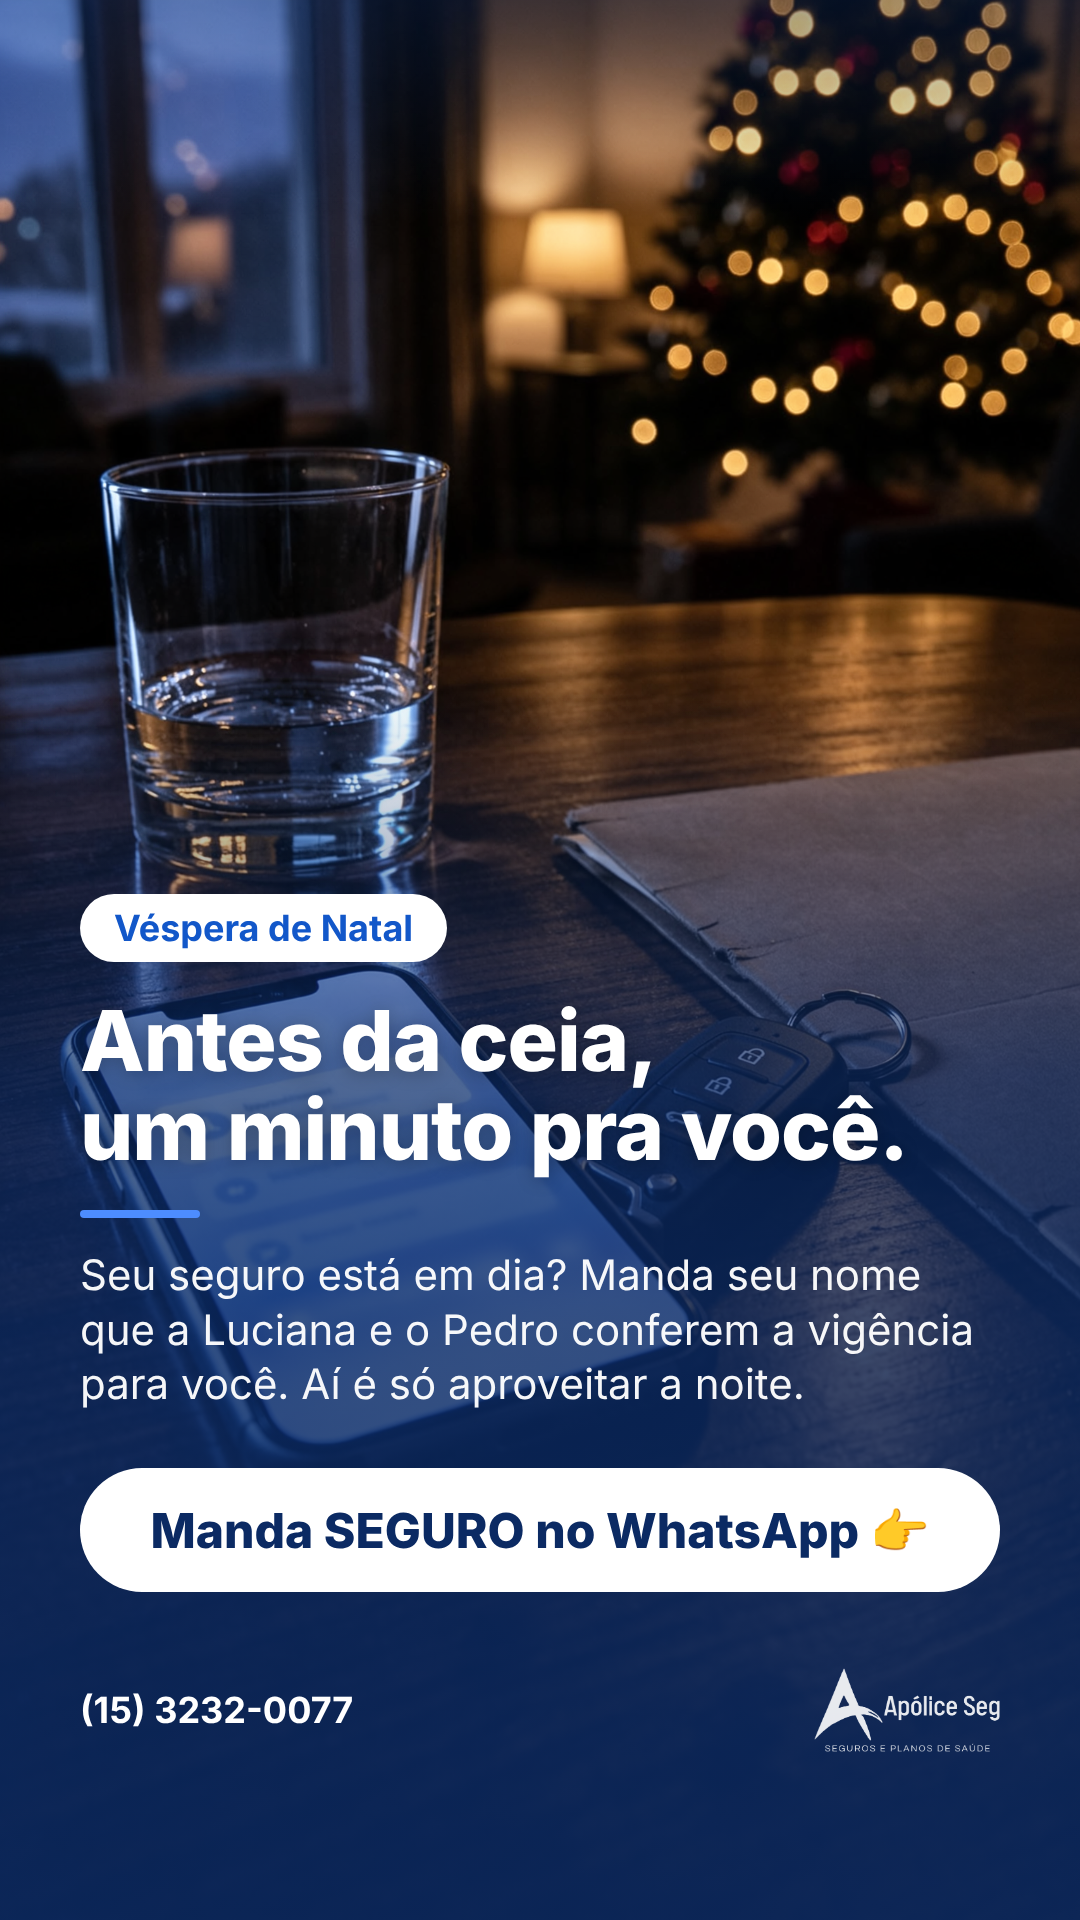 Véspera de Natal
Antes da ceia,
um minuto pra você.
Seu seguro está em dia? Manda seu nome
que a Luciana e o Pedro conferem a vigência
para você. Aí é só aproveitar a noite.
Manda SEGURO no WhatsApp 👉
(15) 3232-0077
Apólice Seg
SEGUROS E PLANOS DE SAÚDE